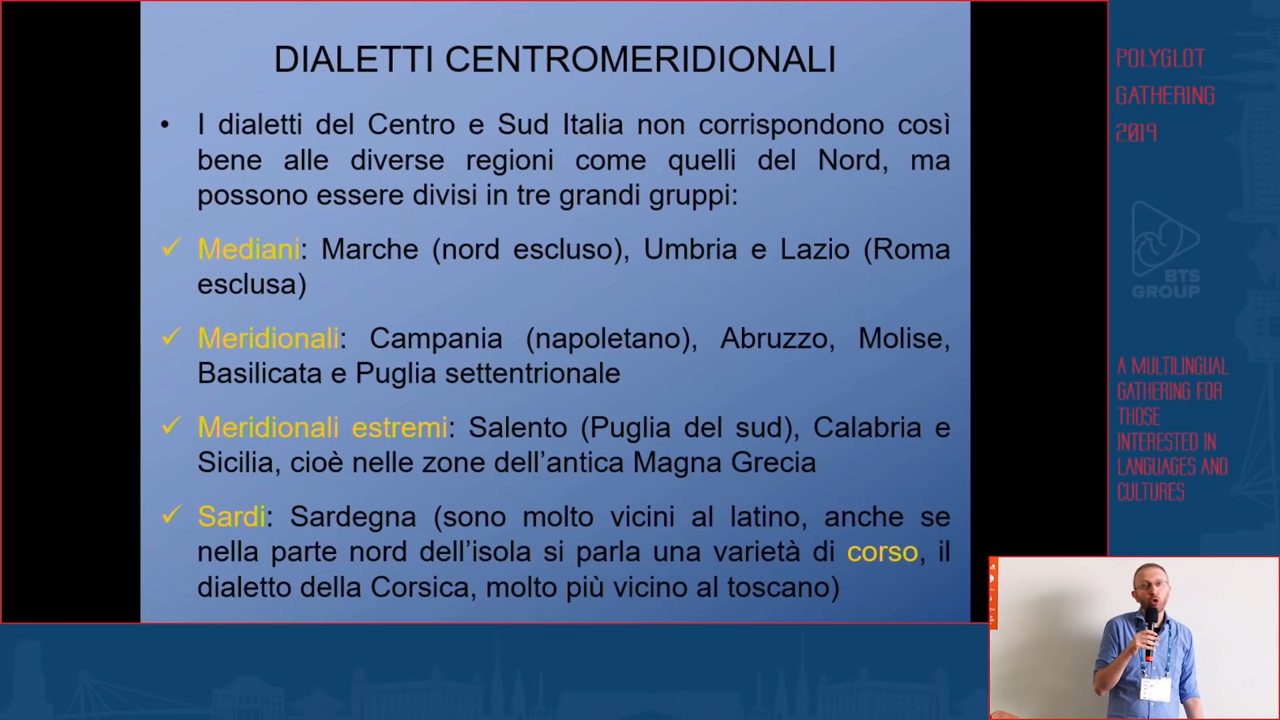 DIALETTI CENTROMERIDIONALI
• I dialetti del Centro e Sud Italia non corrispondono così
bene alle diverse regioni come quelli del Nord, ma
possono essere divisi in tre grandi gruppi:
✓ Mediani: Marche (nord escluso), Umbria e Lazio (Roma
esclusa)
✓ Meridionali: Campania (napoletano), Abruzzo, Molise,
Basilicata e Puglia settentrionale
✓ Meridionali estremi: Salento (Puglia del sud), Calabria e
Sicilia, cioè nelle zone dell’antica Magna Grecia
✓ Sardi: Sardegna (sono molto vicini al latino, anche se
nella parte nord dell’isola si parla una varietà di corso, il
dialetto della Corsica, molto più vicino al toscano)
POLYGLOT
GATHERING
2019
BTS
GROUP
A MULTILINGUAL
GATHERING FOR
THOSE
INTERESTED IN
LANGUAGES AND
CULTURES